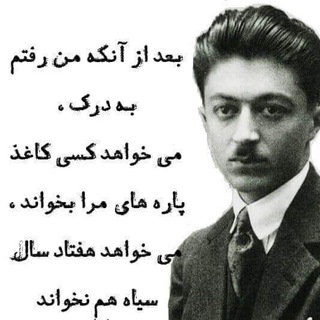 بعد از آنکه من رفتم
به درک ،
می خواهد کسی کاغذ
پاره های مرا بخواند ،
می خواهد هفتاد سال
سیاه هم نخواند